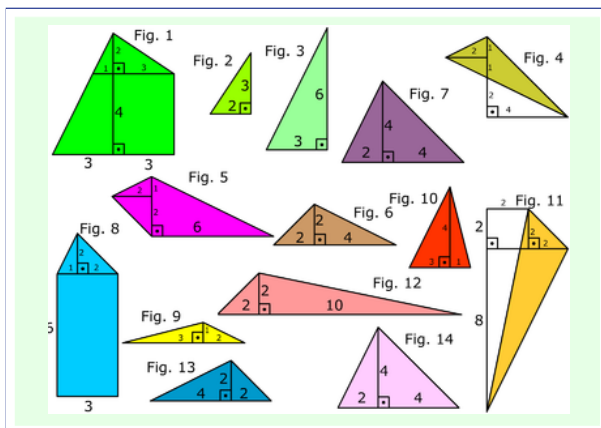 Fig. 1
2
1 3
4
3 3
Fig. 2
3
2
Fig. 3
6
3
Fig. 4
2 1
1
2
4
Fig. 7
4
2 4
Fig. 5
2 1
2
6
Fig. 6
2
2 4
Fig. 10
4
3 1
Fig. 11
2
2 2
2
8
Fig. 8
2
1 2
3
Fig. 9
1
3 2
Fig. 12
2
2 10
Fig. 13
2
4 2
Fig. 14
4
2 4